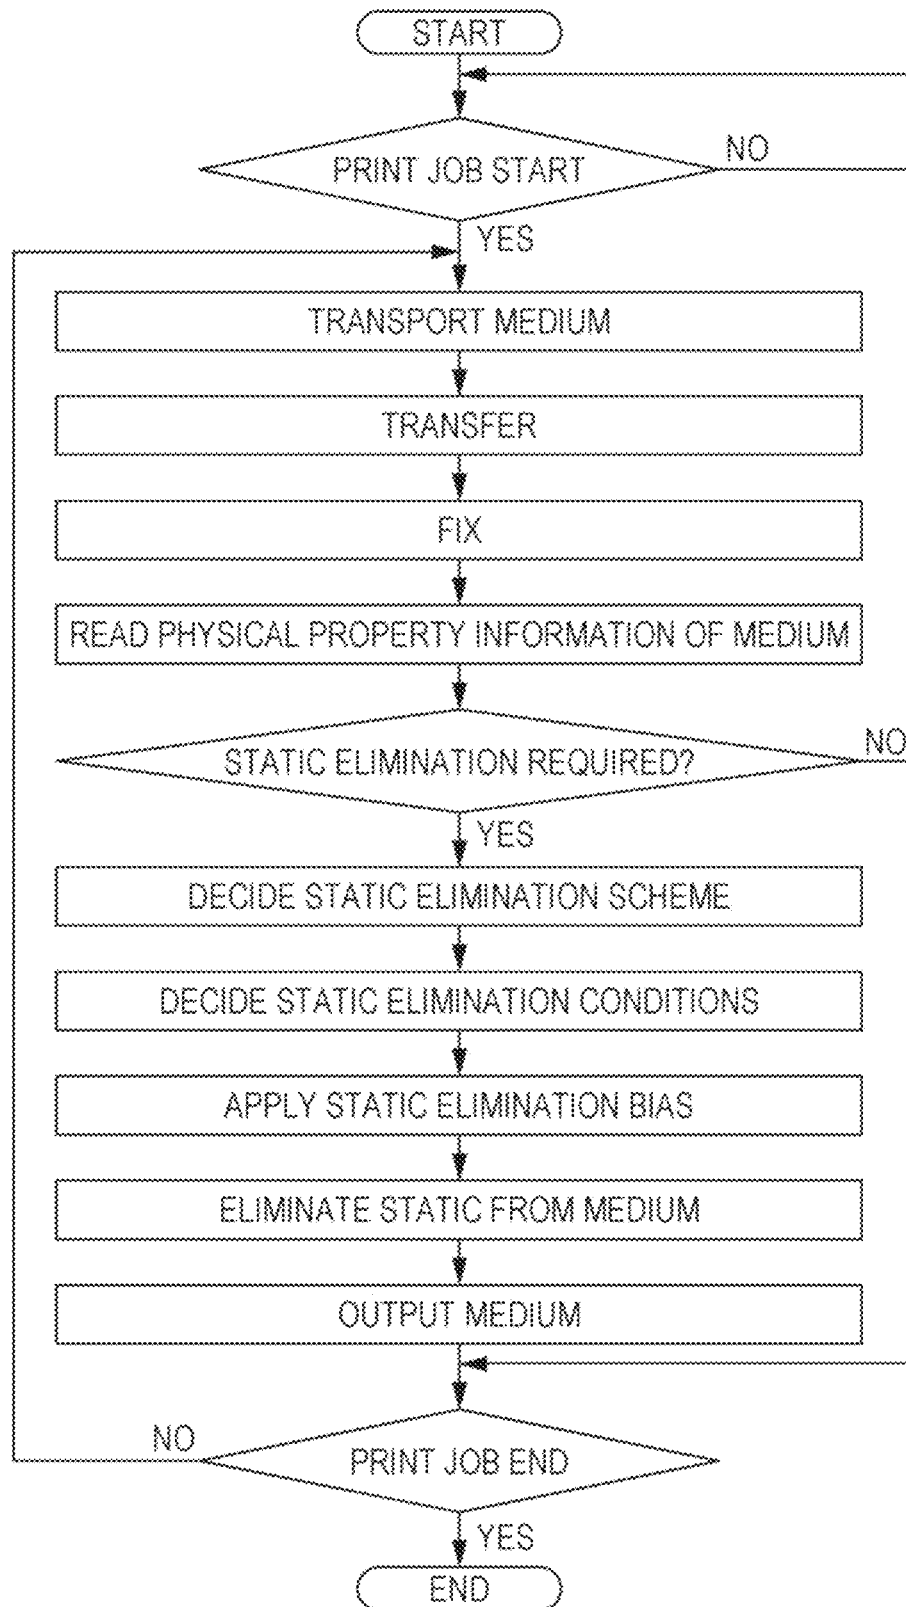 START
PRINT JOB START
NO
YES
TRANSPORT MEDIUM
TRANSFER
FIX
READ PHYSICAL PROPERTY INFORMATION OF MEDIUM
STATIC ELIMINATION REQUIRED?
NO
YES
DECIDE STATIC ELIMINATION SCHEME
DECIDE STATIC ELIMINATION CONDITIONS
APPLY STATIC ELIMINATION BIAS
ELIMINATE STATIC FROM MEDIUM
OUTPUT MEDIUM
NO
PRINT JOB END
YES
END